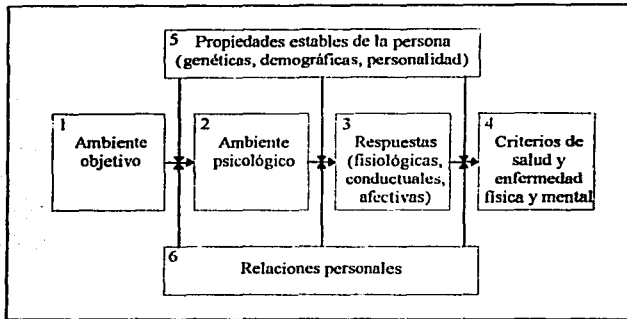 5 Propiedades estables de la persona
(genéticas, demográficas, personalidad)
1
Ambiente
objetivo
2
Ambiente
psicológico
3
Respuestas
(fisiológicas,
conductuales,
afectivas)
4
Criterios de
salud y
enfermedad
física y mental
6
Relaciones personales